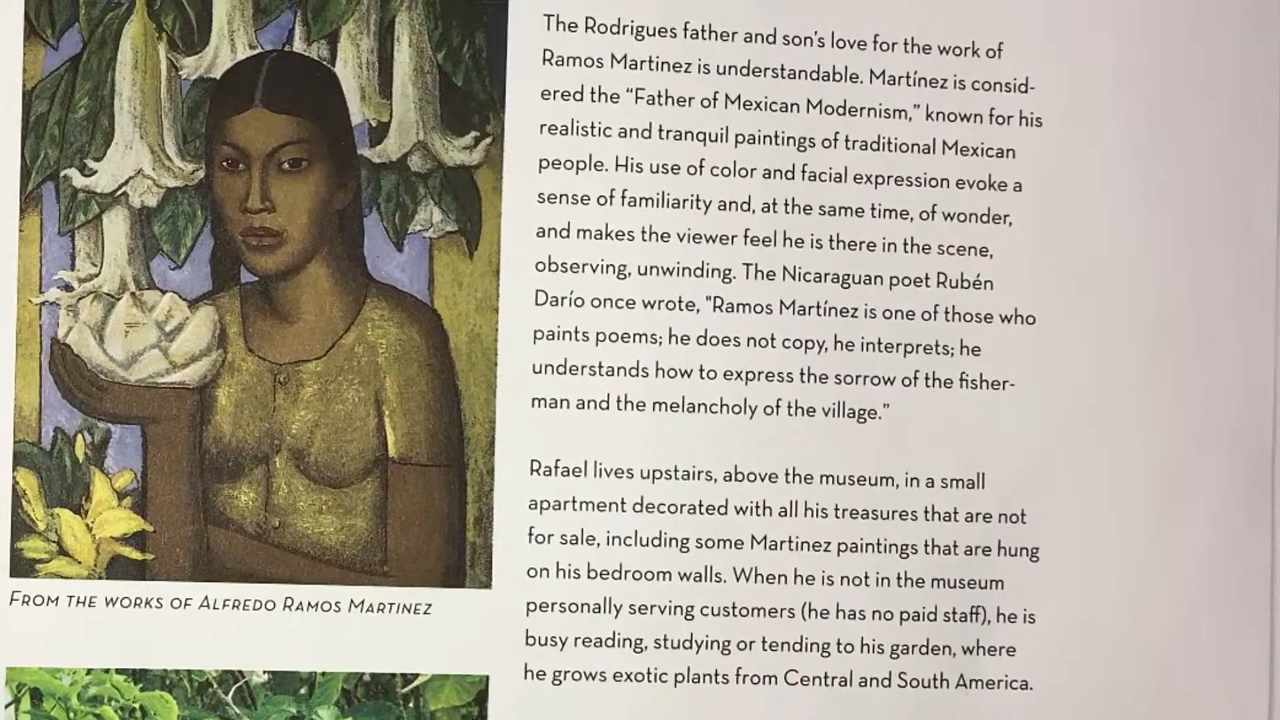 The Rodrigues father and son's love for the work of
Ramos Martinez is understandable. Martínez is consid-
ered the “Father of Mexican Modernism,” known for his
realistic and tranquil paintings of traditional Mexican
people. His use of color and facial expression evoke a
sense of familiarity and, at the same time, of wonder,
and makes the viewer feel he is there in the scene,
observing, unwinding. The Nicaraguan poet Rubén
Darío once wrote, "Ramos Martínez is one of those who
paints poems; he does not copy, he interprets; he
understands how to express the sorrow of the fisher-
man and the melancholy of the village.”
Rafael lives upstairs, above the museum, in a small
apartment decorated with all his treasures that are not
for sale, including some Martinez paintings that are hung
on his bedroom walls. When he is not in the museum
personally serving customers (he has no paid staff), he is
busy reading, studying or tending to his garden, where
he grows exotic plants from Central and South America.
From the works of Alfredo Ramos Martinez